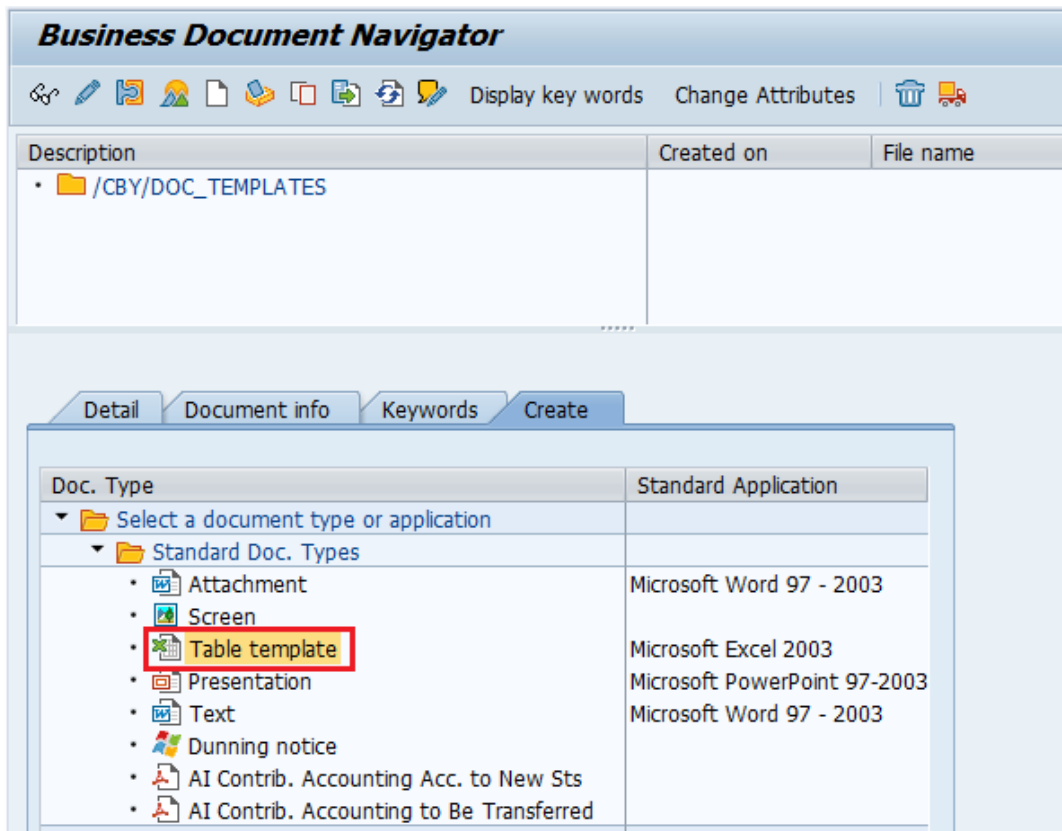 Business Document Navigator
Display key words Change Attributes
Description Created on File name
/CBY/DOC_TEMPLATES
Detail Document info Keywords Create
Doc. Type Standard Application
Select a document type or application
Standard Doc. Types
Attachment Microsoft Word 97 - 2003
Screen
Table template Microsoft Excel 2003
Presentation Microsoft PowerPoint 97-2003
Text Microsoft Word 97 - 2003
Dunning notice
AI Contrib. Accounting Acc. to New Sts
AI Contrib. Accounting to Be Transferred